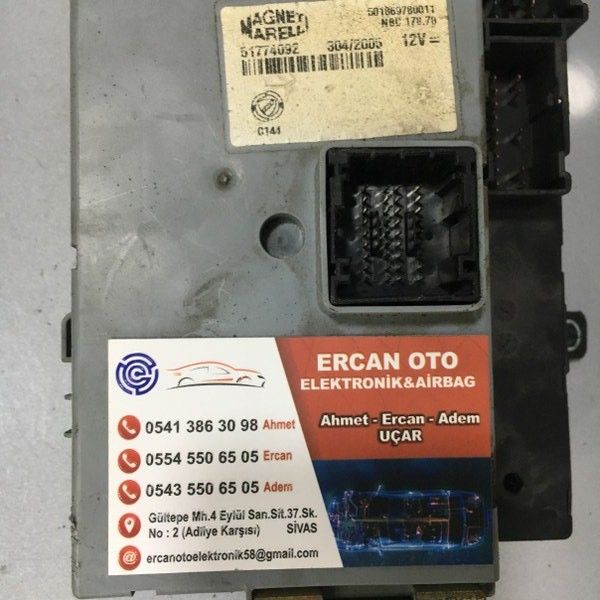 MAGNETI
MARELLI
501869780011
NBC 178.70
51774092 304/2005 12V =
C144
ERCAN OTO
ELEKTRONİK&AİRBAG
0541 386 30 98 Ahmet
0554 550 65 05 Ercan
0543 550 65 05 Adem
Gültepe Mh.4 Eylül San.Sit.37.Sk.
No : 2 (Adliye Karşısı) SİVAS
ercanotoelektronik58@gmail.com
Ahmet - Ercan - Adem
UÇAR